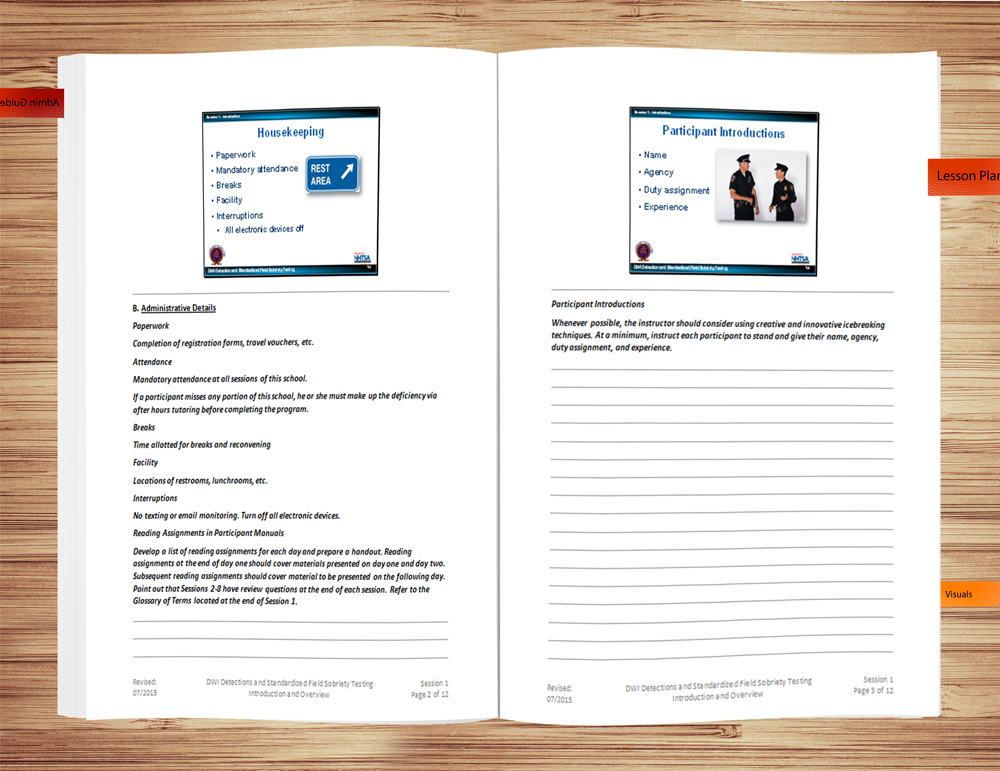 Admin Guide
Session 1 - Introductions
Housekeeping
• Paperwork
• Mandatory attendance
• Breaks
• Facility
• Interruptions
• All electronic devices off
REST
AREA
NHTSA
DWI Detection and Standardized Field Sobriety Testing
B. Administrative Details
Paperwork
Completion of registration forms, travel vouchers, etc.
Attendance
Mandatory attendance at all sessions of this school.
If a participant misses any portion of this school, he or she must make up the deficiency via
after hours tutoring before completing the program.
Breaks
Time allotted for breaks and reconvening
Facility
Locations of restrooms, lunchrooms, etc.
Interruptions
No texting or email monitoring. Turn off all electronic devices.
Reading Assignments in Participant Manuals
Develop a list of reading assignments for each day and prepare a handout. Reading
assignments at the end of day one should cover materials presented on day one and day two.
Subsequent reading assignments should cover material to be presented on the following day.
Point out that Sessions 2-8 have review questions at the end of each session. Refer to the
Glossary of Terms located at the end of Session 1.
Revised:
07/2015
DWI Detections and Standardized Field Sobriety Testing
Introduction and Overview
Session 1
Page 2 of 12
Session 1 - Introductions
Participant Introductions
• Name
• Agency
• Duty assignment
• Experience
NHTSA
DWI Detection and Standardized Field Sobriety Testing
Participant Introductions
Whenever possible, the instructor should consider using creative and innovative icebreaking
techniques. At a minimum, instruct each participant to stand and give their name, agency,
duty assignment, and experience.
Revised:
07/2015
DWI Detections and Standardized Field Sobriety Testing
Introduction and Overview
Session 1
Page 3 of 12
Lesson Plan
Visuals